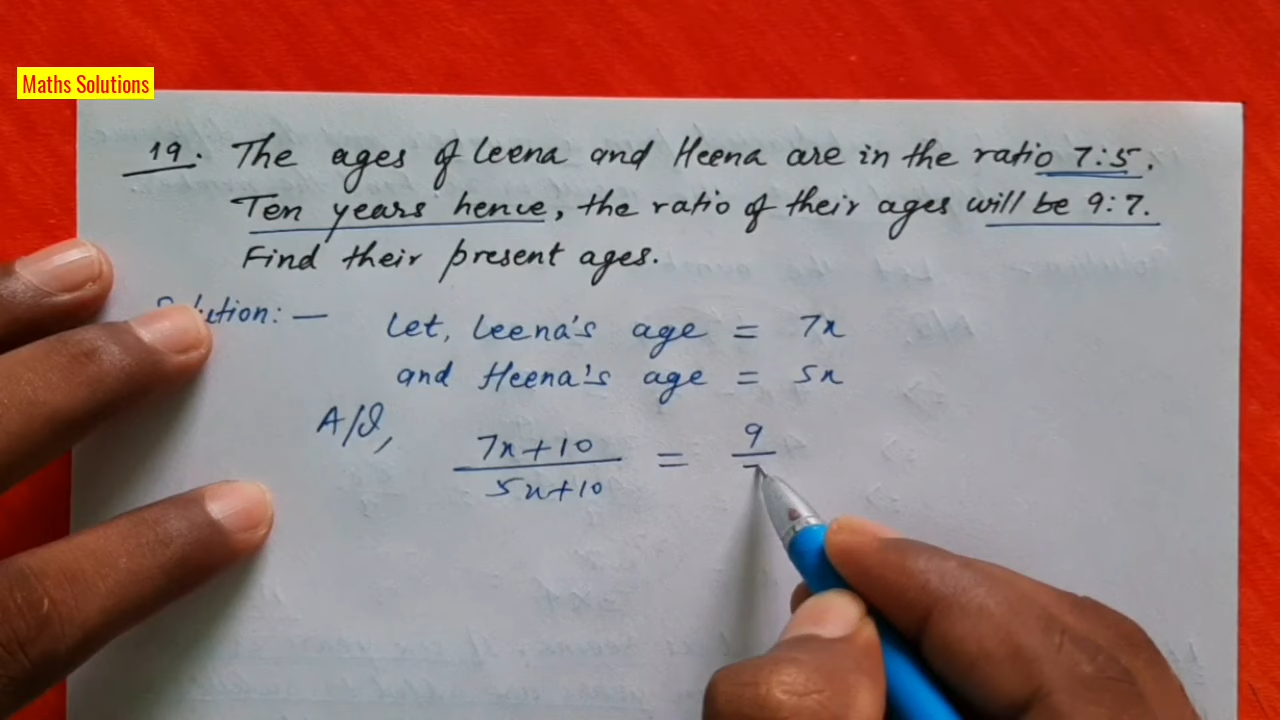 Maths Solutions
19. The ages of Leena and Heena are in the ratio 7:5.
Ten years hence, the ratio of their ages will be 9:7.
Find their present ages.
Let, Leena's age = 7x
and Heena's age = 5x
A/Q,
7x+10 / 5x+10 = 9 /